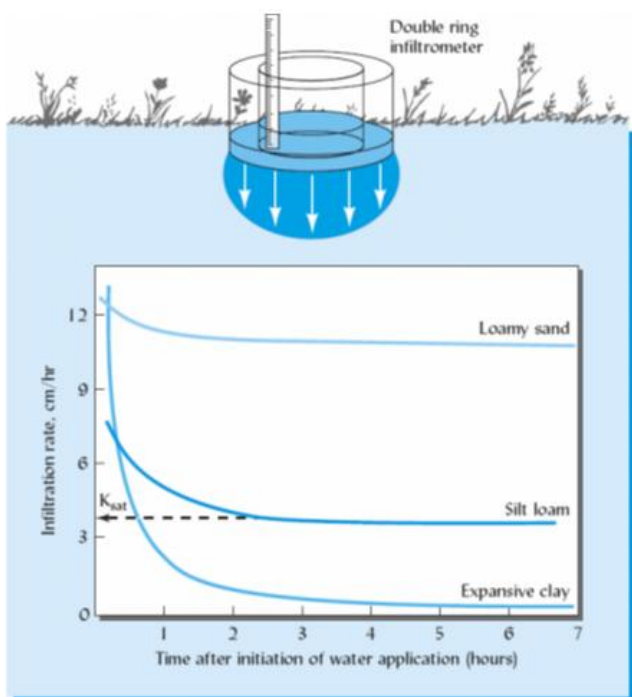 Double ring
infiltrometer
Infiltration rate, cm/hr
12
9
6
3
0
Ksat
Loamy sand
Silt loam
Expansive clay
1 2 3 4 5 6 7
Time after initiation of water application (hours)